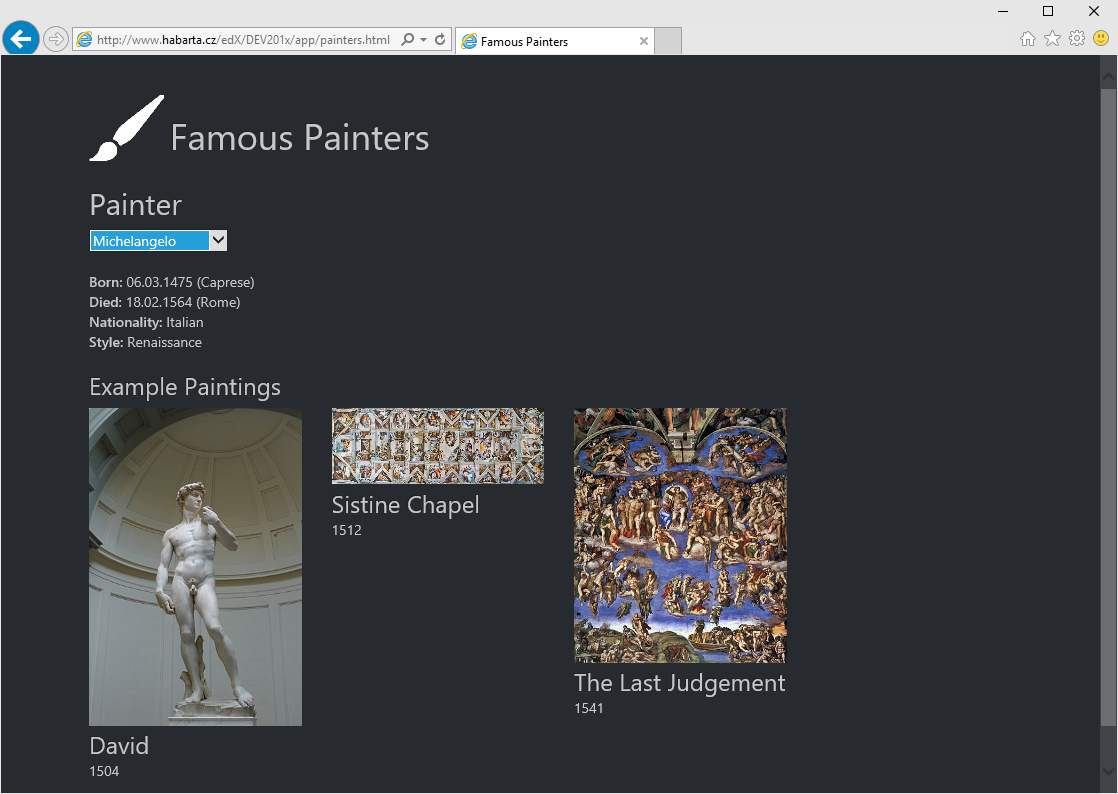 http://www.habarta.cz/edX/DEV201x/app/painters.html
Famous Painters
Famous Painters
Painter
Michelangelo
Born: 06.03.1475 (Caprese)
Died: 18.02.1564 (Rome)
Nationality: Italian
Style: Renaissance
Example Paintings
Sistine Chapel
1512
The Last Judgement
1541
David
1504